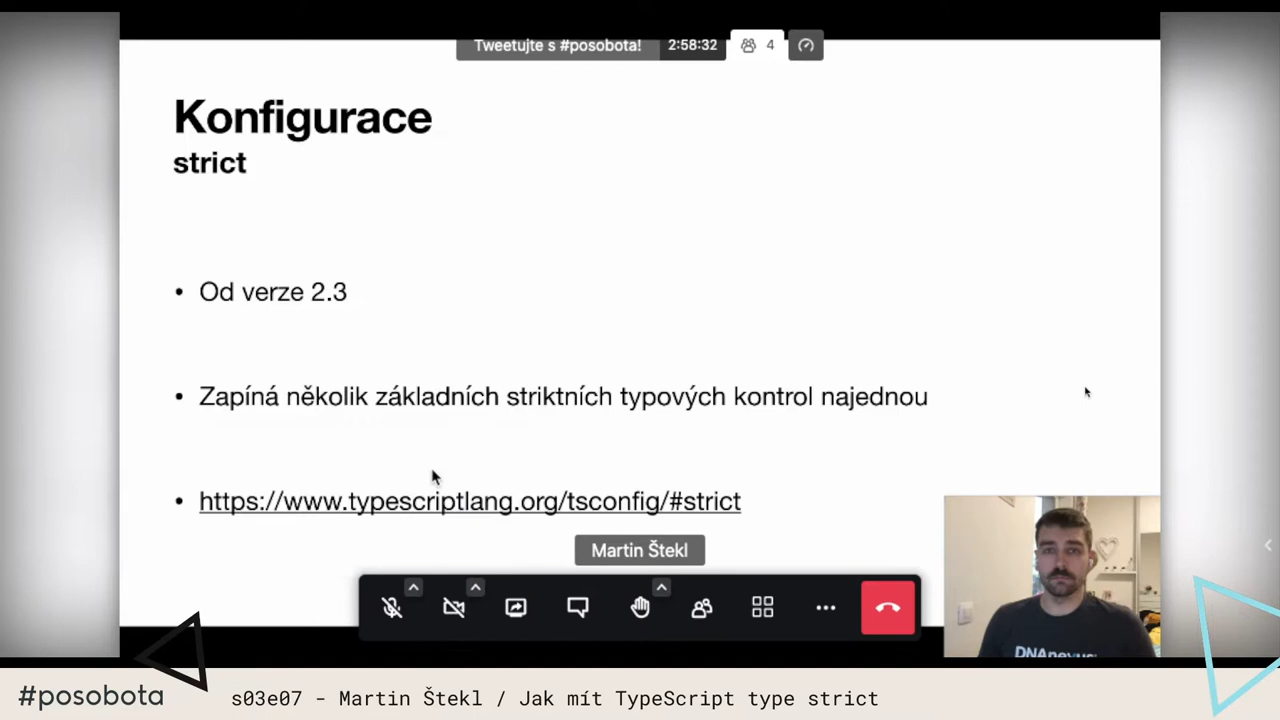 Tweetujte s #posobota!
2:58:32
4
Konfigurace
strict
• Od verze 2.3
• Zapíná několik základních striktních typových kontrol najednou
• https://www.typescriptlang.org/tsconfig/#strict
Martin Štekl
DNAnexus
#posobota
s03e07 - Martin Štekl / Jak mít TypeScript type strict